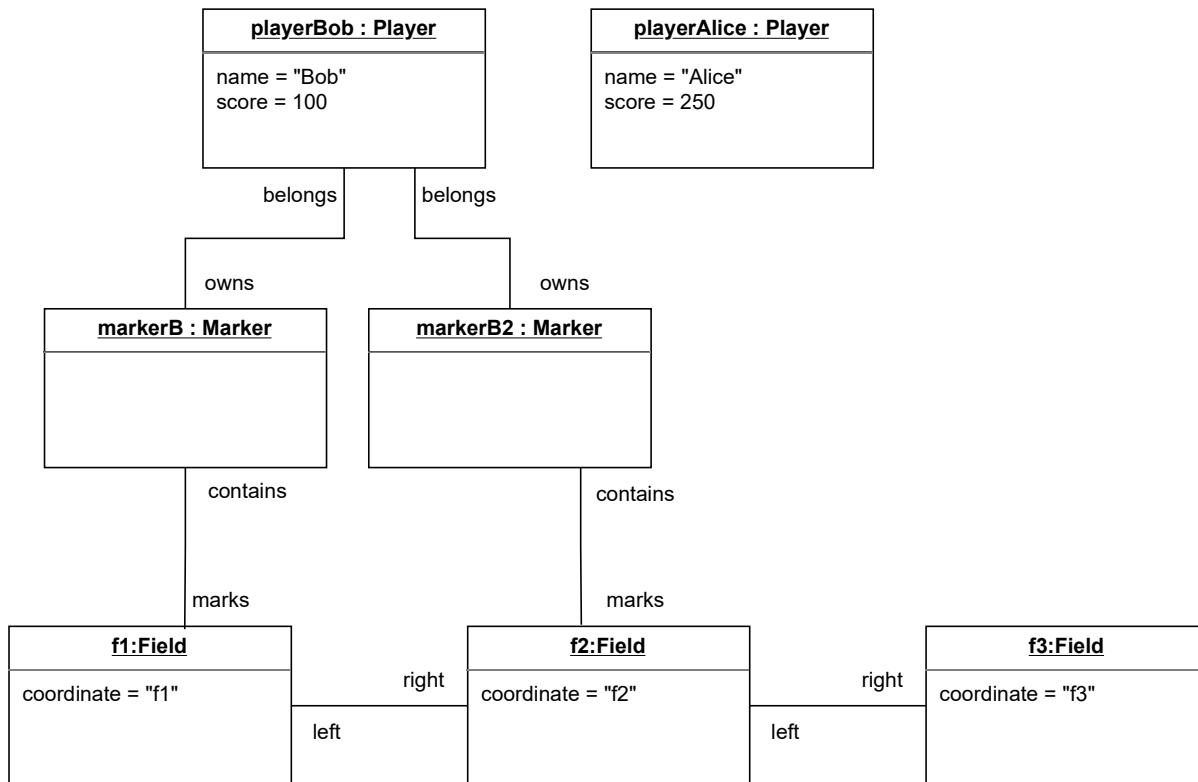 playerBob : Player
name = "Bob"
score = 100
playerAlice : Player
name = "Alice"
score = 250
belongs
belongs
owns
owns
markerB : Marker
markerB2 : Marker
contains
contains
marks
marks
f1:Field
coordinate = "f1"
right
left
f2:Field
coordinate = "f2"
right
left
f3:Field
coordinate = "f3"